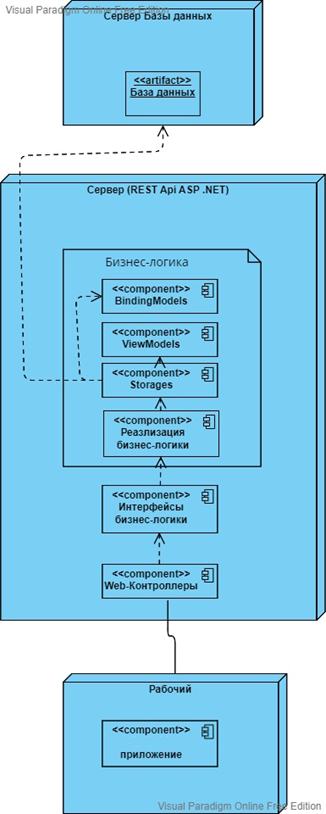 Visual Paradigm Online Free Edition
Сервер Базы данных
<<artifact>>
База данных
Сервер (REST Api ASP .NET)
Бизнес-логика
<<component>>
BindingModels
<<component>>
ViewModels
<<component>>
Storages
<<component>>
Реазлизация
бизнес-логики
<<component>>
Интерфейсы
бизнес-логики
<<component>>
Web-Контроллеры
Рабочий
<<component>>
приложение
Visual Paradigm Online Free Edition